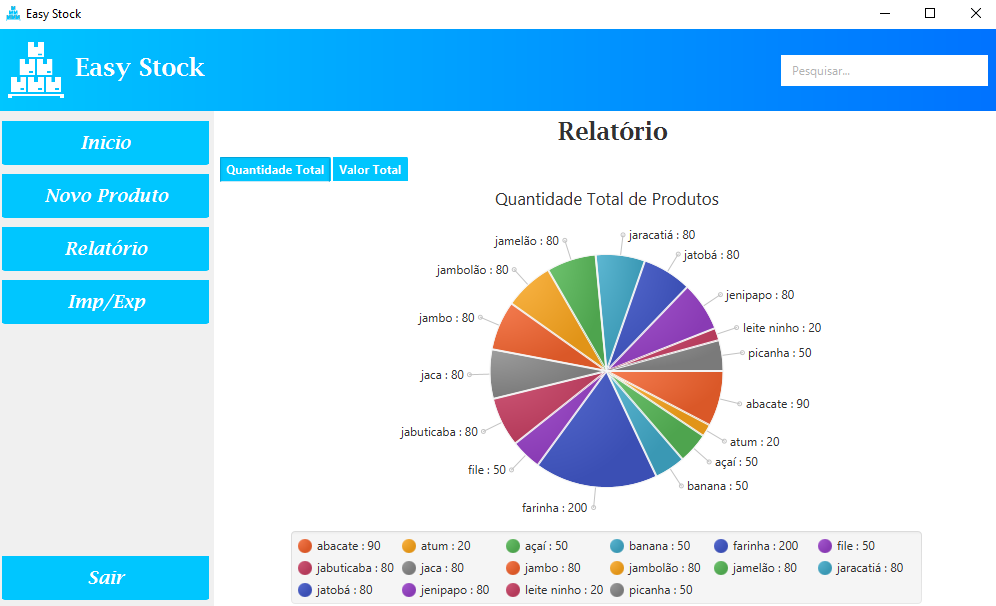 Easy Stock
Easy Stock
Pesquisar...
Início
Novo Produto
Relatório
Imp/Exp
Sair
Relatório
Quantidade Total Valor Total
Quantidade Total de Produtos
jaracatiá : 80
jamelão : 80
jatobá : 80
jambolão : 80
jenipapo : 80
jambo : 80
leite ninho : 20
picanha : 50
jaca : 80
abacate : 90
jabuticaba : 80
atum : 20
açaí : 50
file : 50
banana : 50
farinha : 200
abacate : 90 atum : 20 açaí : 50 banana : 50 farinha : 200 file : 50
jabuticaba : 80 jaca : 80 jambo : 80 jambolão : 80 jamelão : 80 jaracatiá : 80
jatobá : 80 jenipapo : 80 leite ninho : 20 picanha : 50